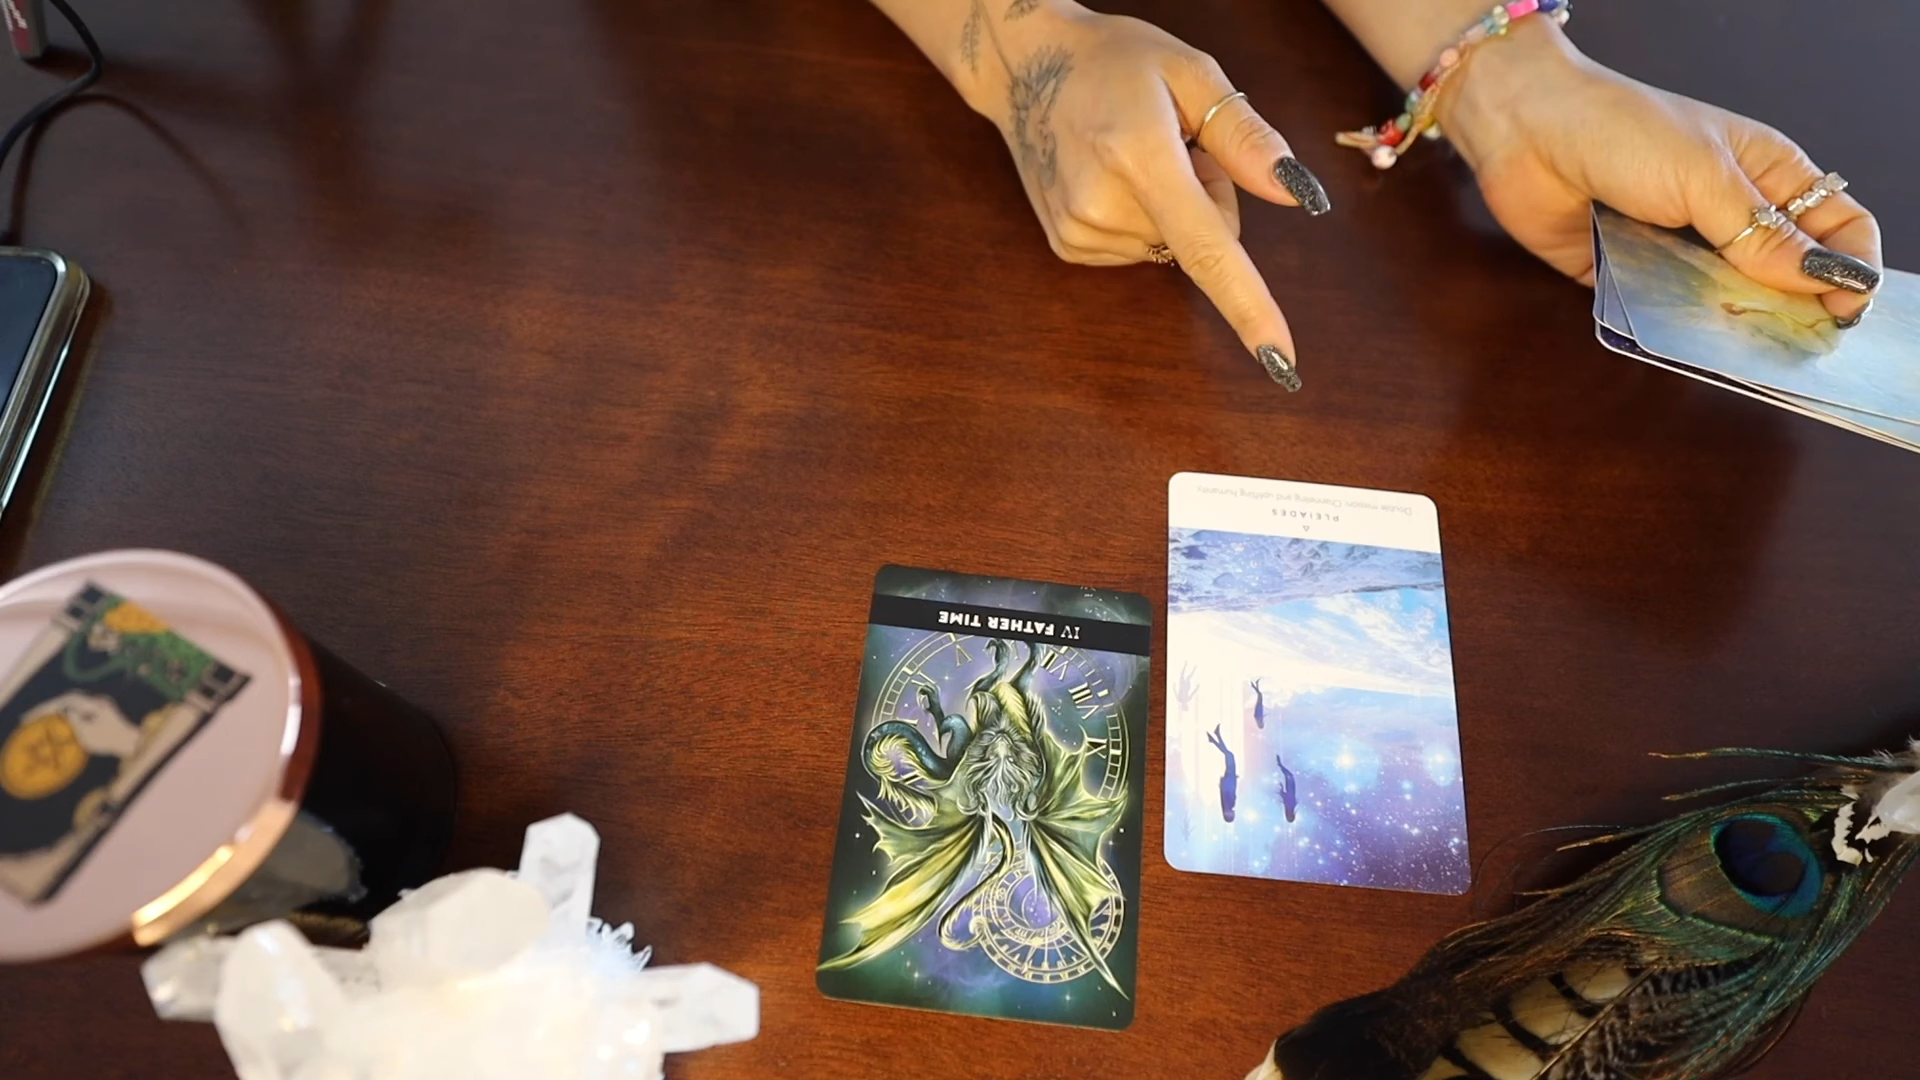 IV FATHER TIME
PLEIADES
Double mission: Channeling and uplifting humanity